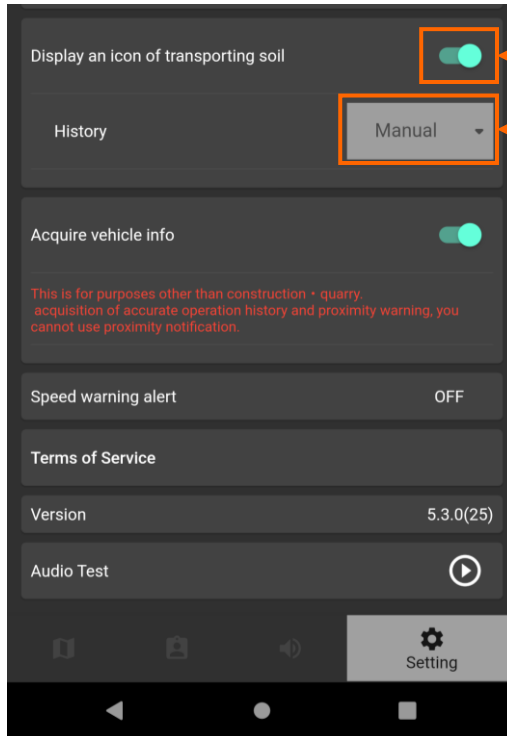 Display an icon of transporting soil
History
Manual
Acquire vehicle info
This is for purposes other than construction・quarry.
acquisition of accurate operation history and proximity warning, you
cannot use proximity notification.
Speed warning alert
OFF
Terms of Service
Version
5.3.0(25)
Audio Test
Setting